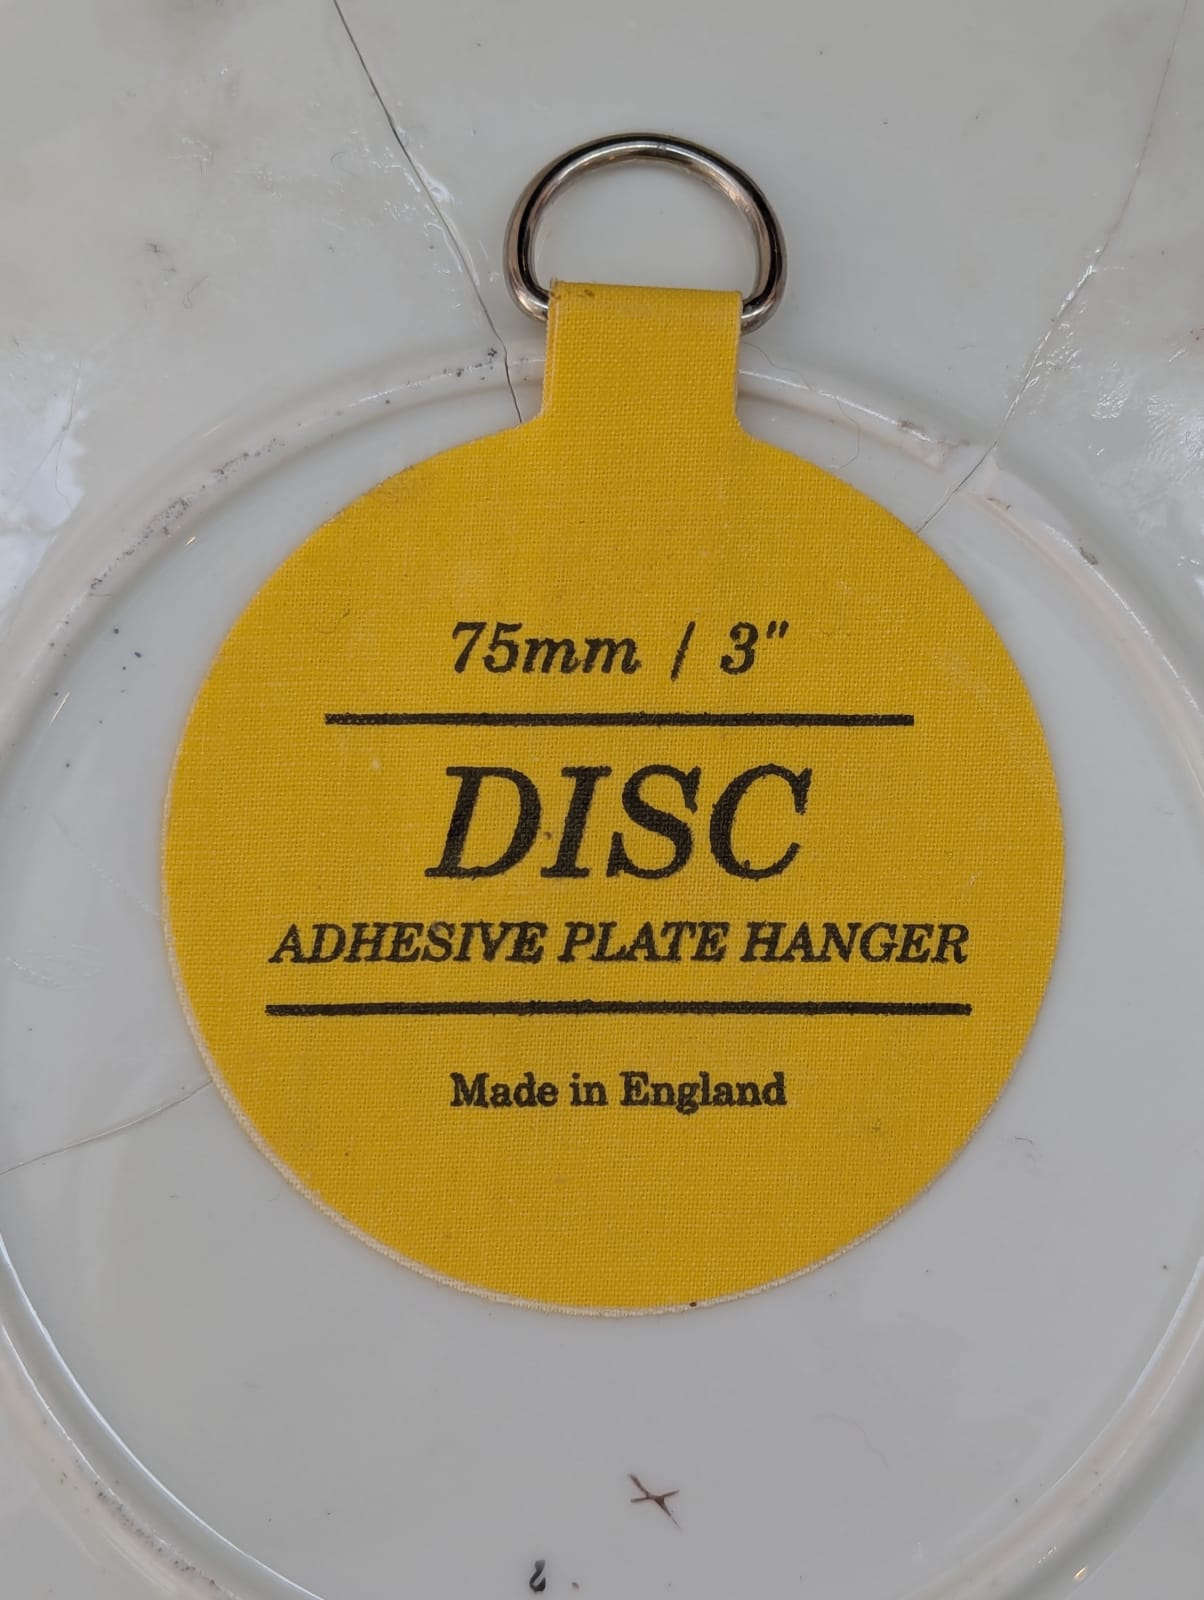 75mm / 3"
DISC
ADHESIVE PLATE HANGER
Made in England